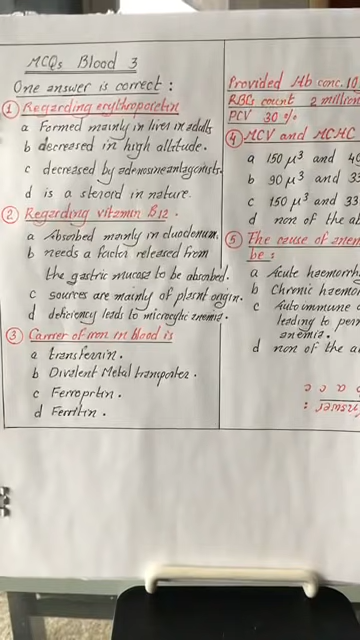 MCQs Blood 3
One answer is correct :
① Regarding erythropoietin
a Formed mainly in liver in adults
b decreased in high altitude.
c decreased by adenosine antagonists.
d is a steroid in nature.
② Regarding vitamin B12.
a Absorbed mainly in duodenum.
b needs a factor released from
the gastric mucosa to be absorbed.
c sources are mainly of plant origin.
d deficiency leads to microcytic anemia.
③ Carrier of iron in blood is
a transferrin.
b Divalent Metal transporter.
c Ferroprtin.
d Ferritin.
Provided Hb conc. 10
RBCs count 2 million
PCV 30 %
④ MCV and MCHC
a 150 µ³ and 40
b 90 µ³ and 33
c 150 µ³ and 33
d non of the ab
⑤ The cause of anem
be :
a Acute haemorrh
b Chronic haemo
c Autoimmune
leading to per
anemia.
d non of the a